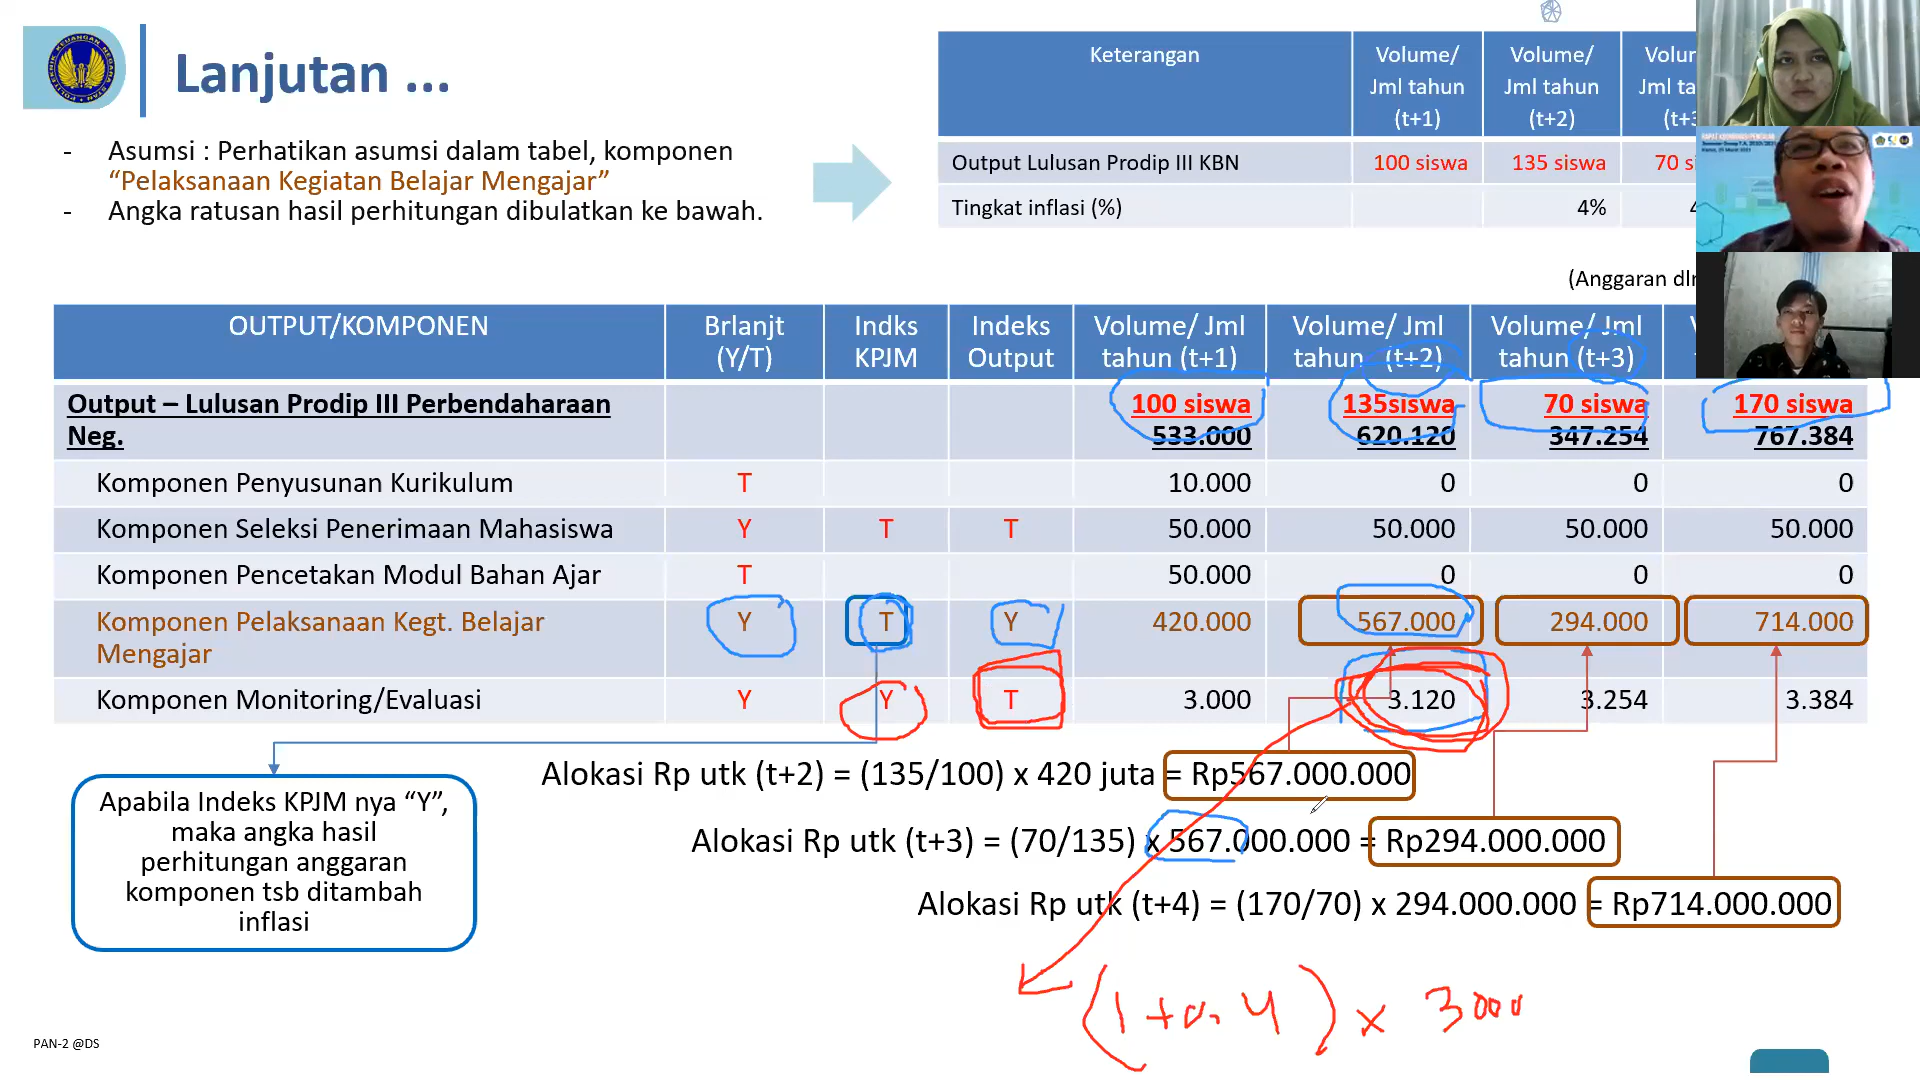 Lanjutan ...
- Asumsi : Perhatikan asumsi dalam tabel, komponen
“Pelaksanaan Kegiatan Belajar Mengajar”
- Angka ratusan hasil perhitungan dibulatkan ke bawah.
Keterangan Volume/ Jml tahun (t+1) Volume/ Jml tahun (t+2)
Output Lulusan Prodip III KBN 100 siswa 135 siswa 70
Tingkat inflasi (%) 4%
(Anggaran
OUTPUT/KOMPONEN Brlanjt (Y/T) Indks KPJM Indeks Output Volume/ Jml tahun (t+1) Volume/ Jml tahun (t+2) Volume/ Jml tahun (t+3)
Output – Lulusan Prodip III Perbendaharaan Neg. 100 siswa 533.000 135siswa 620.120 70 siswa 347.254 170 siswa 767.384
Komponen Penyusunan Kurikulum T 10.000 0 0 0
Komponen Seleksi Penerimaan Mahasiswa Y T T 50.000 50.000 50.000 50.000
Komponen Pencetakan Modul Bahan Ajar T 50.000 0 0 0
Komponen Pelaksanaan Kegt. Belajar Mengajar Y T Y 420.000 567.000 294.000 714.000
Komponen Monitoring/Evaluasi Y Y T 3.000 3.120 3.254 3.384
Apabila Indeks KPJM nya “Y”,
maka angka hasil
perhitungan anggaran
komponen tsb ditambah
inflasi
Alokasi Rp utk (t+2) = (135/100) x 420 juta = Rp567.000.000
Alokasi Rp utk (t+3) = (70/135) x 567.000.000 = Rp294.000.000
Alokasi Rp utk (t+4) = (170/70) x 294.000.000 = Rp714.000.000
x 3000
PAN-2 @DS